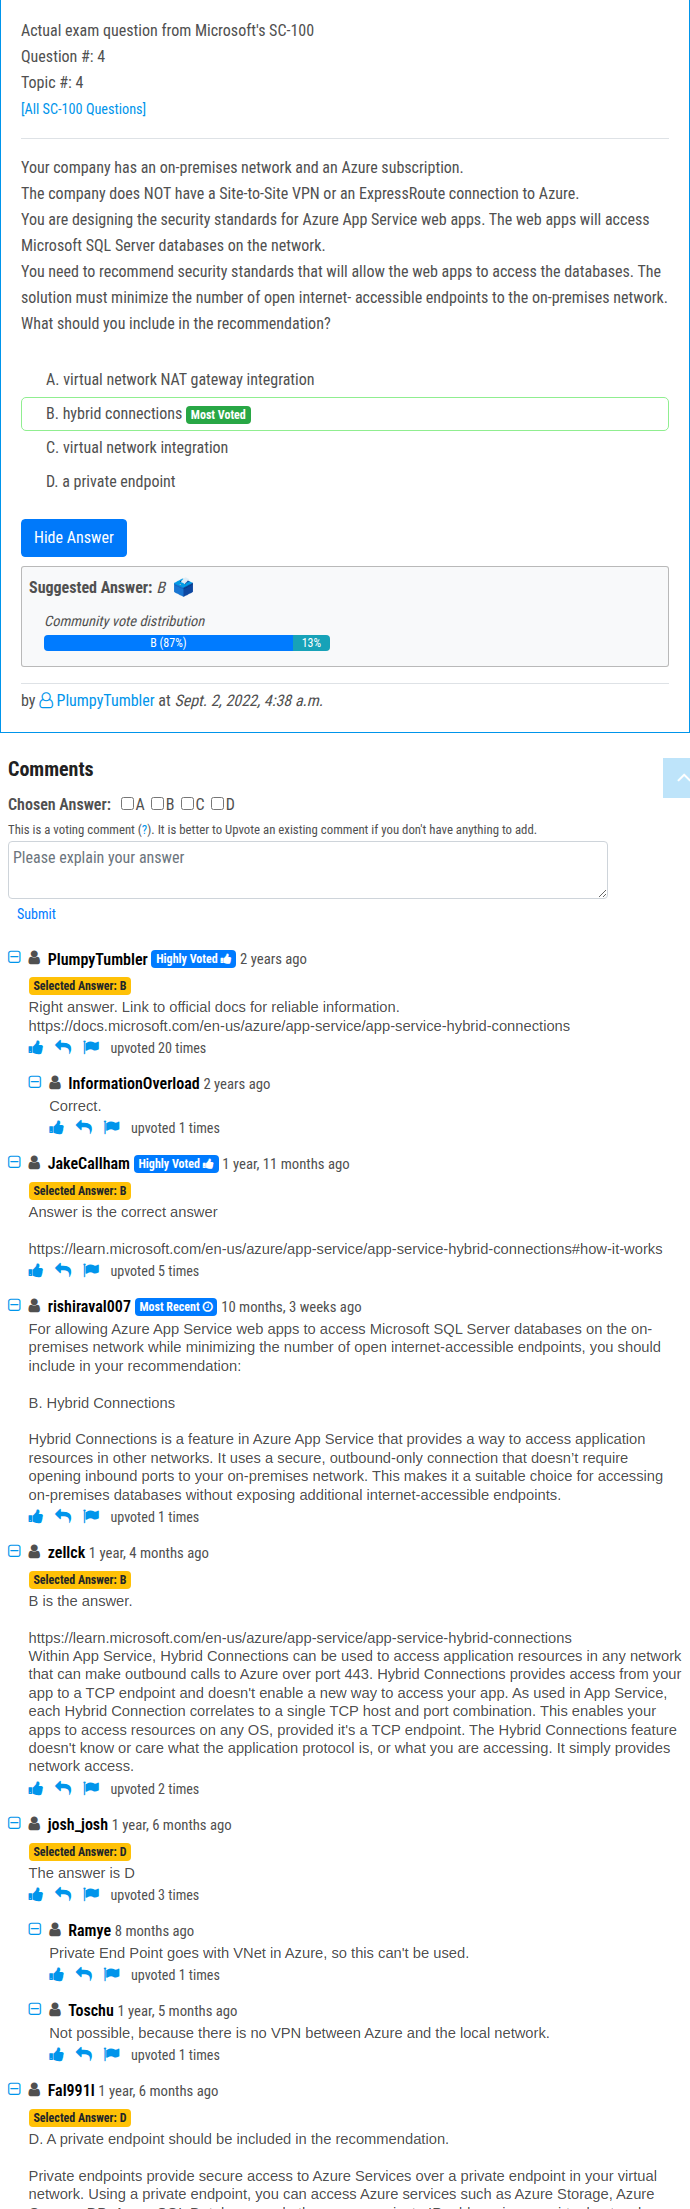 Actual exam question from Microsoft's SC-100
Question #: 4
Topic #: 4
[All SC-100 Questions]
Your company has an on-premises network and an Azure subscription.
The company does NOT have a Site-to-Site VPN or an ExpressRoute connection to Azure.
You are designing the security standards for Azure App Service web apps. The web apps will access
Microsoft SQL Server databases on the network.
You need to recommend security standards that will allow the web apps to access the databases. The
solution must minimize the number of open internet- accessible endpoints to the on-premises network.
What should you include in the recommendation?
A. virtual network NAT gateway integration
B. hybrid connections Most Voted
C. virtual network integration
D. a private endpoint
Hide Answer
Suggested Answer: B
Community vote distribution
B (87%) 13%
by PlumpyTumbler at Sept. 2, 2022, 4:38 a.m.
Comments
Chosen Answer: A B C D
This is a voting comment (?). It is better to Upvote an existing comment if you don't have anything to add.
Please explain your answer
Submit
PlumpyTumbler Highly Voted 2 years ago
Selected Answer: B
Right answer. Link to official docs for reliable information.
https://docs.microsoft.com/en-us/azure/app-service/app-service-hybrid-connections
upvoted 20 times
InformationOverload 2 years ago
Correct.
upvoted 1 times
JakeCallham Highly Voted 1 year, 11 months ago
Selected Answer: B
Answer is the correct answer
https://learn.microsoft.com/en-us/azure/app-service/app-service-hybrid-connections#how-it-works
upvoted 5 times
rishiraval007 Most Recent 10 months, 3 weeks ago
For allowing Azure App Service web apps to access Microsoft SQL Server databases on the on-
premises network while minimizing the number of open internet-accessible endpoints, you should
include in your recommendation:
B. Hybrid Connections
Hybrid Connections is a feature in Azure App Service that provides a way to access application
resources in other networks. It uses a secure, outbound-only connection that doesn't require
opening inbound ports to your on-premises network. This makes it a suitable choice for accessing
on-premises databases without exposing additional internet-accessible endpoints.
upvoted 1 times
zellck 1 year, 4 months ago
Selected Answer: B
B is the answer.
https://learn.microsoft.com/en-us/azure/app-service/app-service-hybrid-connections
Within App Service, Hybrid Connections can be used to access application resources in any network
that can make outbound calls to Azure over port 443. Hybrid Connections provides access from your
app to a TCP endpoint and doesn't enable a new way to access your app. As used in App Service,
each Hybrid Connection correlates to a single TCP host and port combination. This enables your
apps to access resources on any OS, provided it's a TCP endpoint. The Hybrid Connections feature
doesn't know or care what the application protocol is, or what you are accessing. It simply provides
network access.
upvoted 2 times
josh_josh 1 year, 6 months ago
Selected Answer: D
The answer is D
upvoted 3 times
Ramye 8 months ago
Private End Point goes with VNet in Azure, so this can't be used.
upvoted 1 times
Toschu 1 year, 5 months ago
Not possible, because there is no VPN between Azure and the local network.
upvoted 1 times
Fal991l 1 year, 6 months ago
Selected Answer: D
D. A private endpoint should be included in the recommendation.
Private endpoints provide secure access to Azure Services over a private endpoint in your virtual
network. Using a private endpoint, you can access Azure services such as Azure Storage, Azure